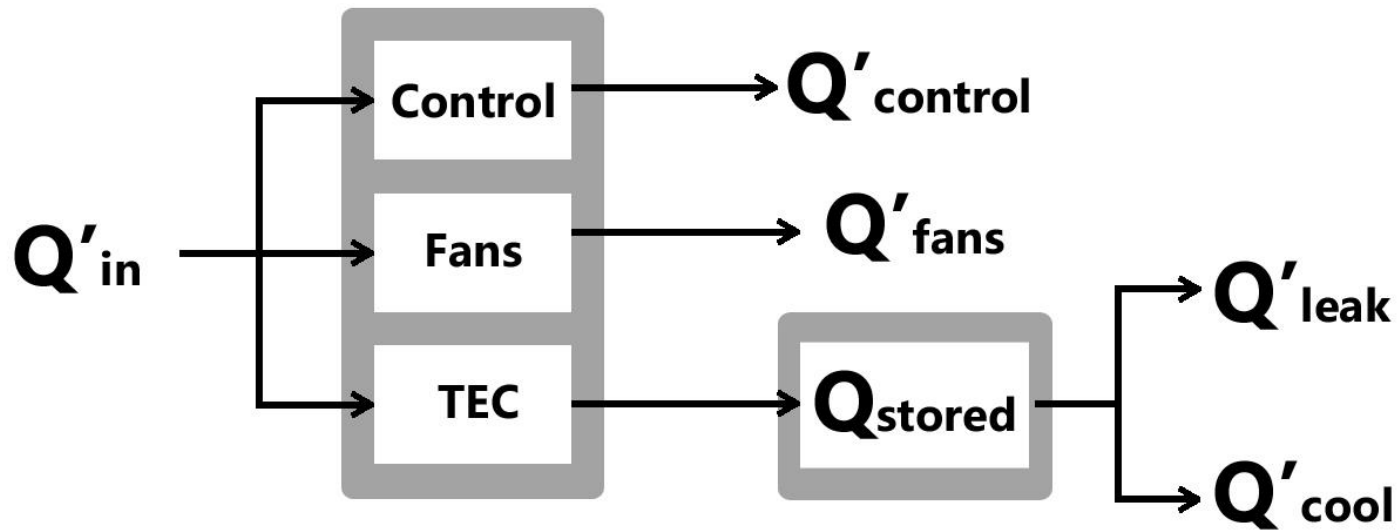 Control
Q′control
Q′in
Fans
Q′fans
TEC
Qstored
Q′leak
Q′cool